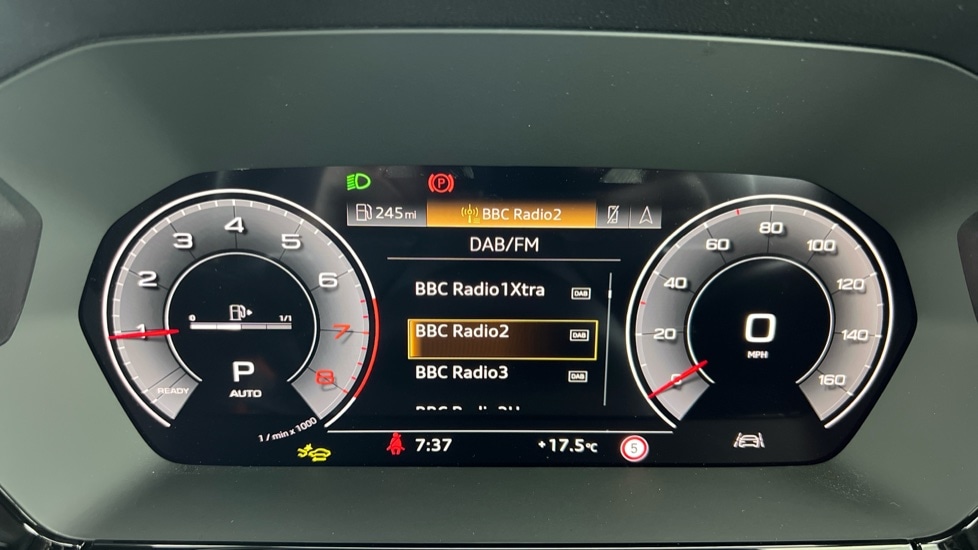 P
245 mi
BBC Radio2
DAB/FM
BBC Radio1Xtra DAB
BBC Radio2 DAB
BBC Radio3 DAB
READY 1 2 3 4 5 6 7 8
0 1/1
P
AUTO
1 / min x 1000
0 20 40 60 80 100 120 140 160
0
MPH
7:37
+17.5°C
5